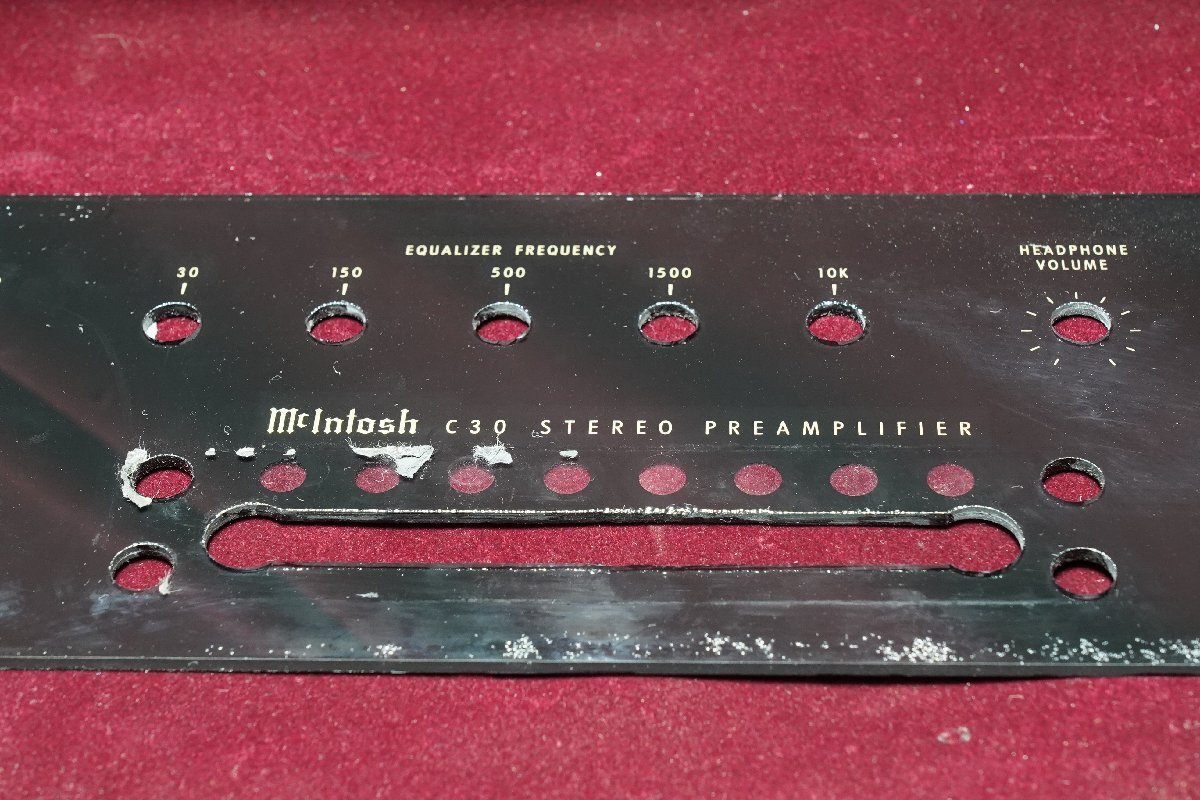 EQUALIZER FREQUENCY
30 150 500 1500 10K
HEADPHONE
VOLUME
McIntosh C30 STEREO PREAMPLIFIER